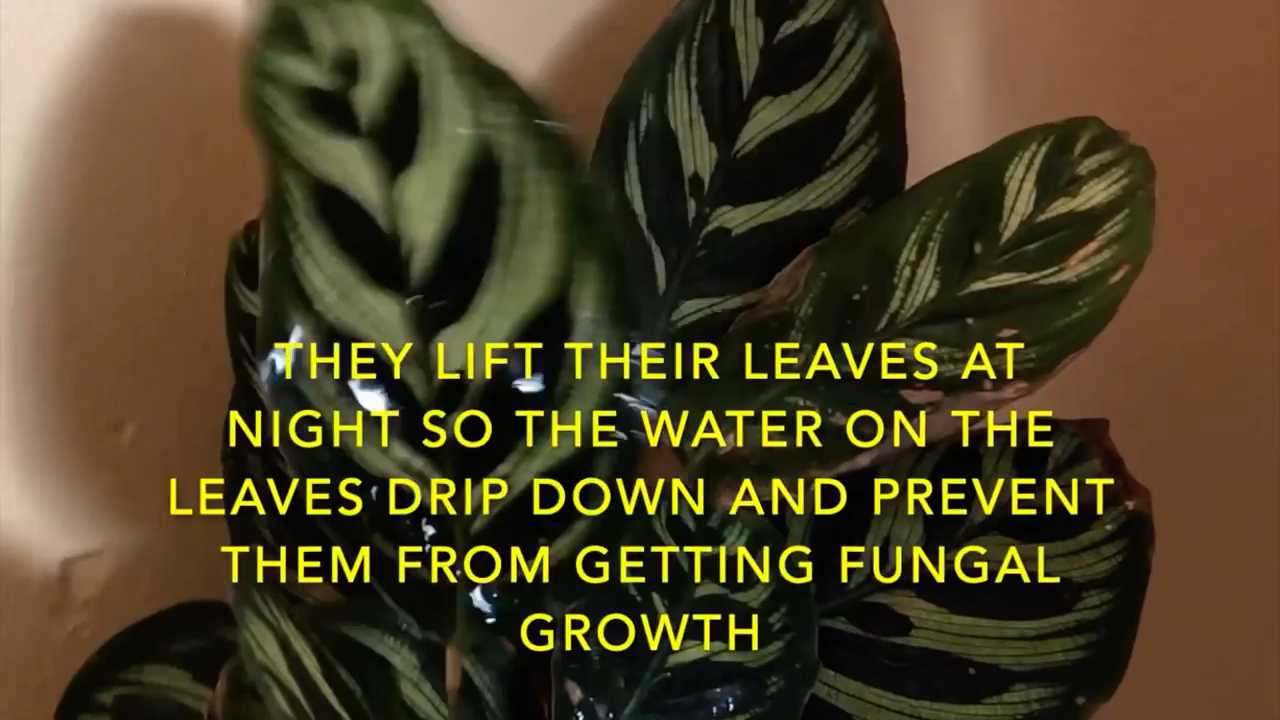 THEY LIFT THEIR LEAVES AT
NIGHT SO THE WATER ON THE
LEAVES DRIP DOWN AND PREVENT
THEM FROM GETTING FUNGAL
GROWTH